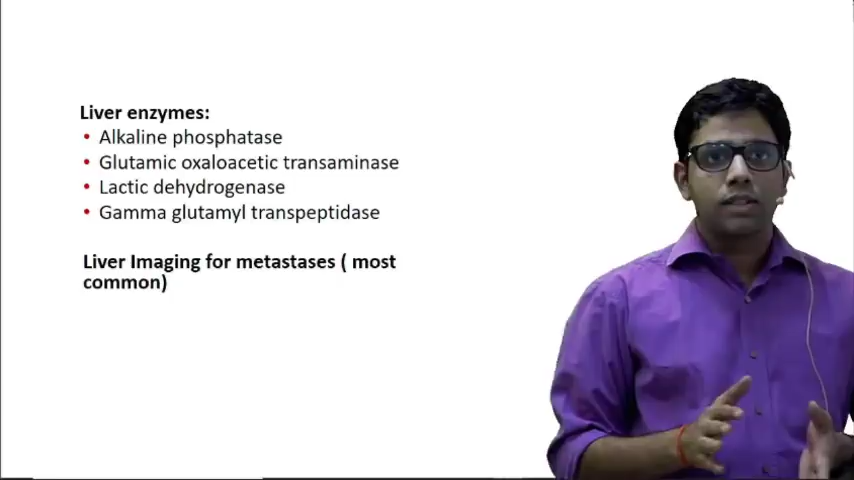 Liver enzymes:
• Alkaline phosphatase
• Glutamic oxaloacetic transaminase
• Lactic dehydrogenase
• Gamma glutamyl transpeptidase
Liver Imaging for metastases ( most
common)